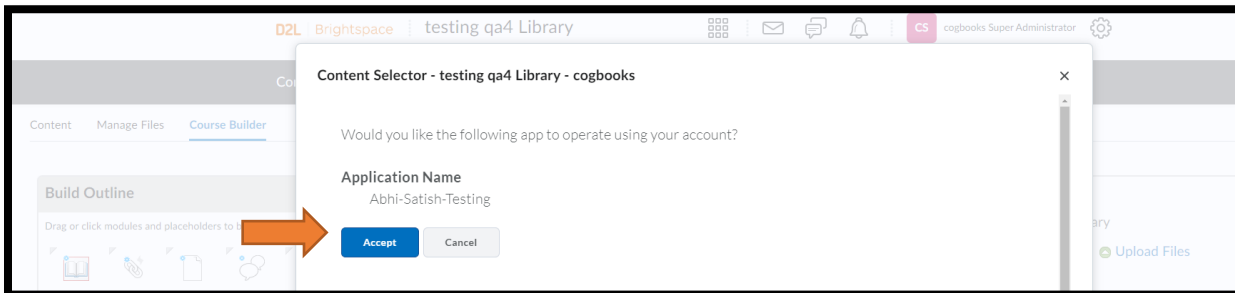 D2L Brightspace testing qa4 Library CS cogbooks Super Administrator
Co
Content Selector - testing qa4 Library - cogbooks ×
Content Manage Files Course Builder
Would you like the following app to operate using your account?
Application Name
Abhi-Satish-Testing
Build Outline
Drag or click modules and placeholders to b
Accept Cancel
ary
Upload Files